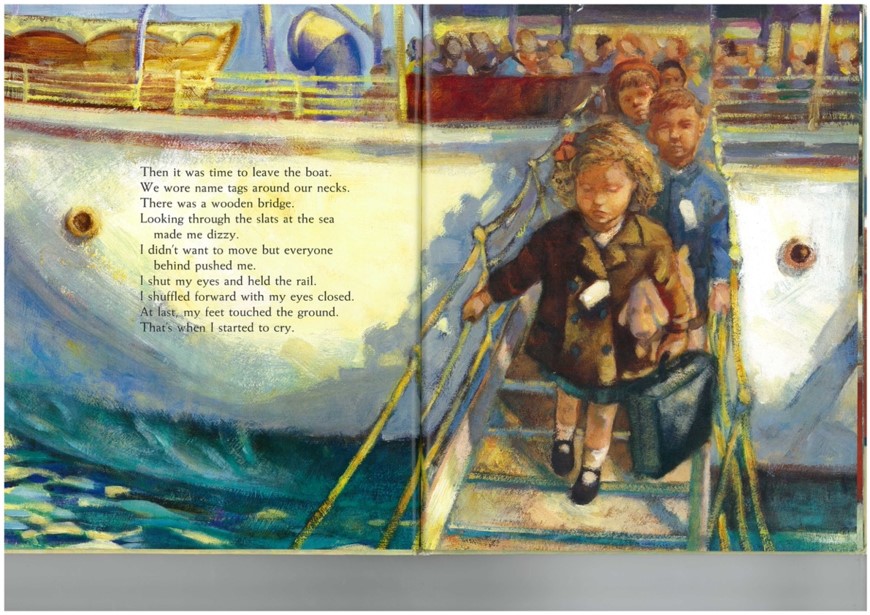 Then it was time to leave the boat.
We wore name tags around our necks.
There was a wooden bridge.
Looking through the slats at the sea
made me dizzy.
I didn't want to move but everyone
behind pushed me.
I shut my eyes and held the rail.
I shuffled forward with my eyes closed.
At last, my feet touched the ground.
That's when I started to cry.